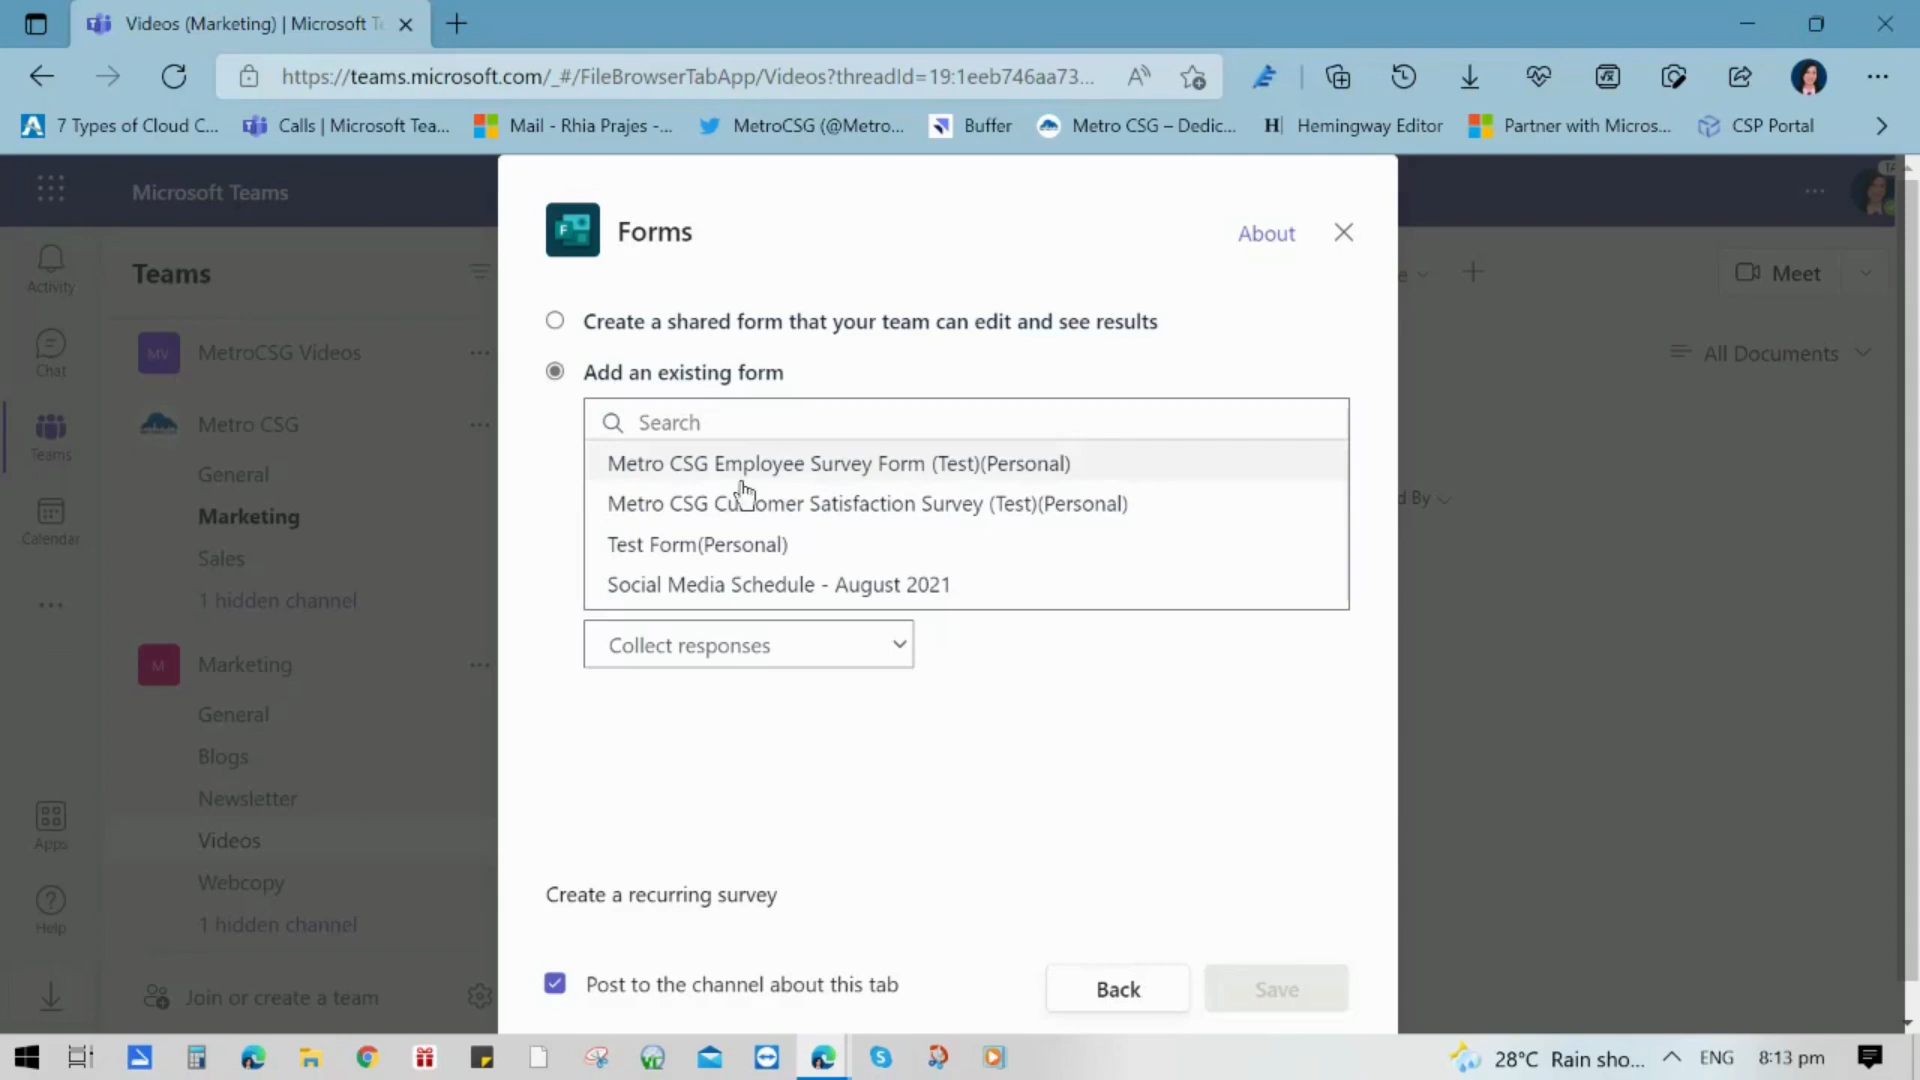 Videos (Marketing) | Microsoft Te
https://teams.microsoft.com/_#/FileBrowserTabApp/Videos?threadId=19:1eeb746aa73...
7 Types of Cloud C...
Calls | Microsoft Tea...
Mail - Rhia Prajes -...
MetroCSG (@Metro...
Buffer
Metro CSG – Dedic...
H Hemingway Editor
Partner with Micros...
CSP Portal
Microsoft Teams
Forms
About
Activity
Teams
Meet
Create a shared form that your team can edit and see results
Chat
MV MetroCSG Videos
Add an existing form
All Documents
Metro CSG
Search
Teams
General
Metro CSG Employee Survey Form (Test)(Personal)
Marketing
Metro CSG Customer Satisfaction Survey (Test)(Personal)
d By
Calendar
Sales
Test Form(Personal)
1 hidden channel
Social Media Schedule - August 2021
M Marketing
Collect responses
General
Blogs
Newsletter
Apps
Videos
Webcopy
Help
1 hidden channel
Create a recurring survey
Join or create a team
Post to the channel about this tab
Back
Save
28°C Rain sho...
ENG
8:13 pm